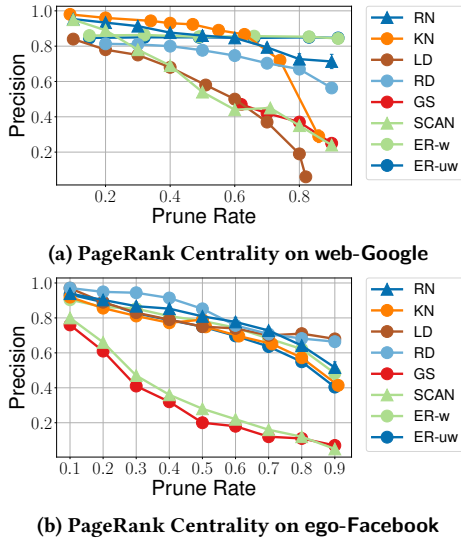 1.0
0.8
0.6
0.4
0.2
Precision
0.2
0.4
0.6
0.8
Prune Rate
RN
KN
LD
RD
GS
SCAN
ER-w
ER-uw
(a) PageRank Centrality on web-Google
1.0
0.8
0.6
0.4
0.2
Precision
0.1 0.2 0.3 0.4 0.5 0.6 0.7 0.8 0.9
Prune Rate
RN
KN
LD
RD
GS
SCAN
ER-w
ER-uw
(b) PageRank Centrality on ego-Facebook